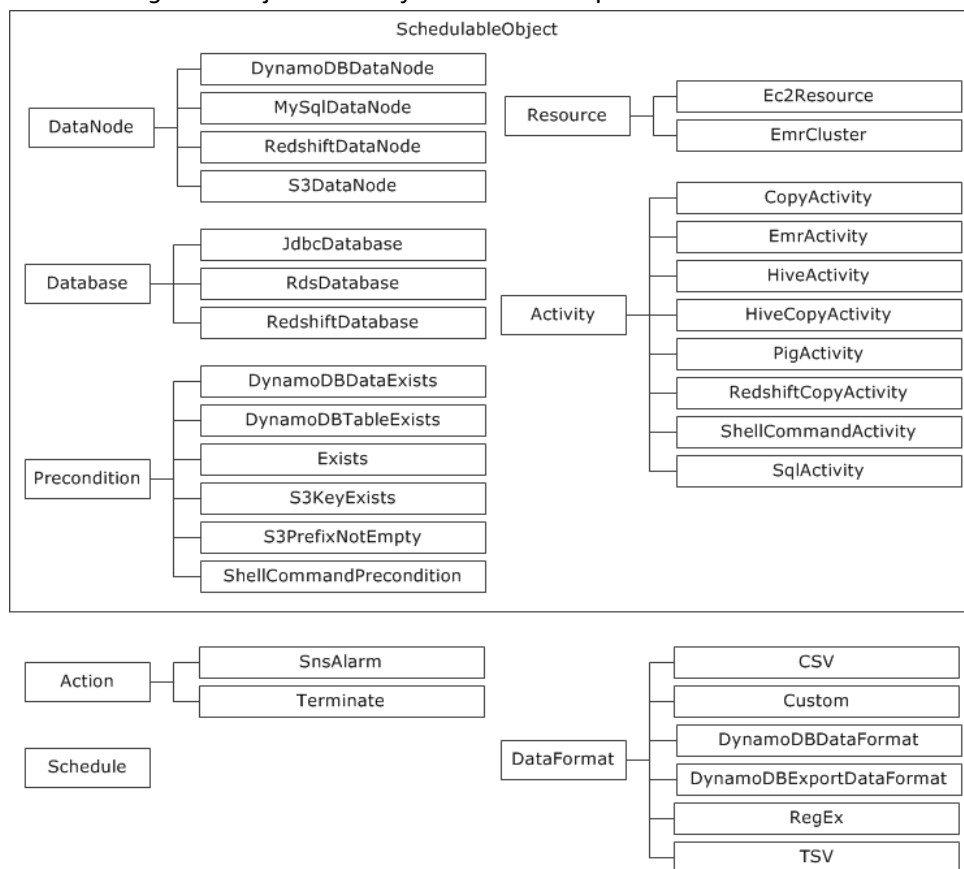 SchedulableObject
DataNode
DynamoDBDataNode
MySqlDataNode
RedshiftDataNode
S3DataNode
Database
JdbcDatabase
RdsDatabase
RedshiftDatabase
Precondition
DynamoDBDataExists
DynamoDBTableExists
Exists
S3KeyExists
S3PrefixNotEmpty
ShellCommandPrecondition
Resource
Ec2Resource
EmrCluster
Activity
CopyActivity
EmrActivity
HiveActivity
HiveCopyActivity
PigActivity
RedshiftCopyActivity
ShellCommandActivity
SqlActivity
Action
SnsAlarm
Terminate
Schedule
DataFormat
CSV
Custom
DynamoDBDataFormat
DynamoDBExportDataFormat
RegEx
TSV